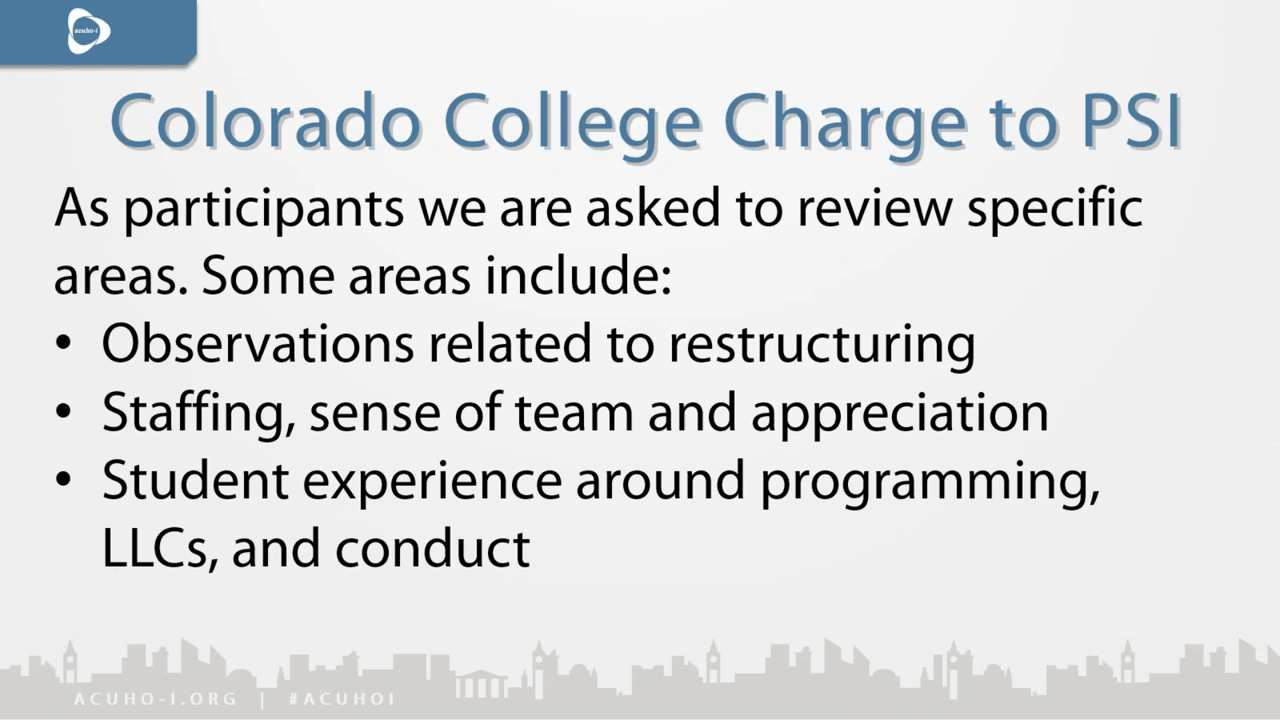 acuho-i
Colorado College Charge to PSI
As participants we are asked to review specific
areas. Some areas include:
• Observations related to restructuring
• Staffing, sense of team and appreciation
• Student experience around programming,
LLCs, and conduct
ACUHO-I.ORG | #ACUHOI